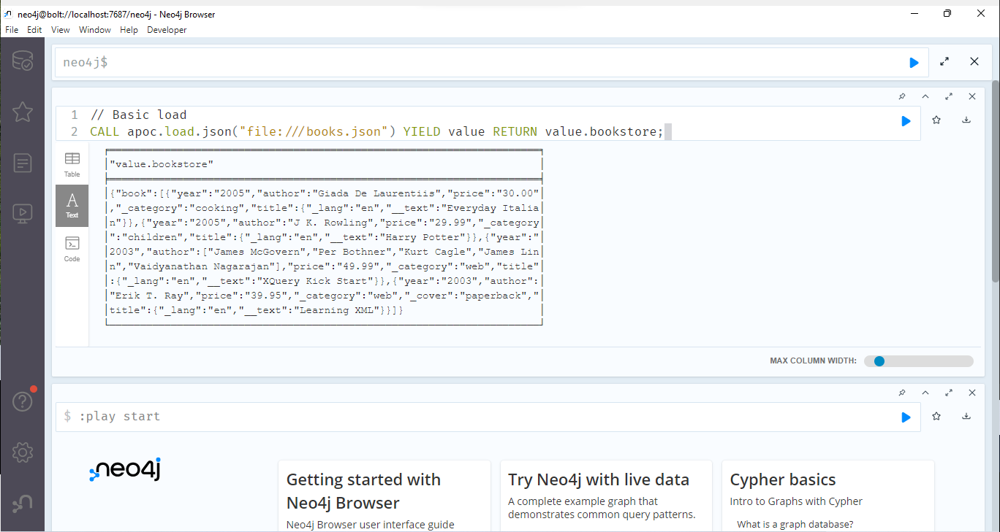 neo4j@bolt://localhost:7687/neo4j - Neo4j Browser
File Edit View Window Help Developer
neo4j$
1 // Basic load
2 CALL apoc.load.json("file:///books.json") YIELD value RETURN value.bookstore;
Table
A
Text
Code
"value.bookstore"
{"book":[{"year":"2005","author":"Giada De Laurentiis","price":"30.00"
,"_category":"cooking","title":{"_lang":"en","__text":"Everyday Italia
n"}},{"year":"2005","author":"J K. Rowling","price":"29.99","_category
":"children","title":{"_lang":"en","__text":"Harry Potter"}},{"year":"
2003","author":["James McGovern","Per Bothner","Kurt Cagle","James Lin
n","Vaidyanathan Nagarajan"],"price":"49.99","_category":"web","title"
:{"_lang":"en","__text":"XQuery Kick Start"}},{"year":"2003","author":
"Erik T. Ray","price":"39.95","_category":"web","_cover":"paperback","
title":{"_lang":"en","__text":"Learning XML"}}]}
MAX COLUMN WIDTH:
$ :play start
neo4j
Getting started with
Neo4j Browser
Neo4j Browser user interface guide
Try Neo4j with live data
A complete example graph that
demonstrates common query patterns.
Cypher basics
Intro to Graphs with Cypher
What is a graph database?